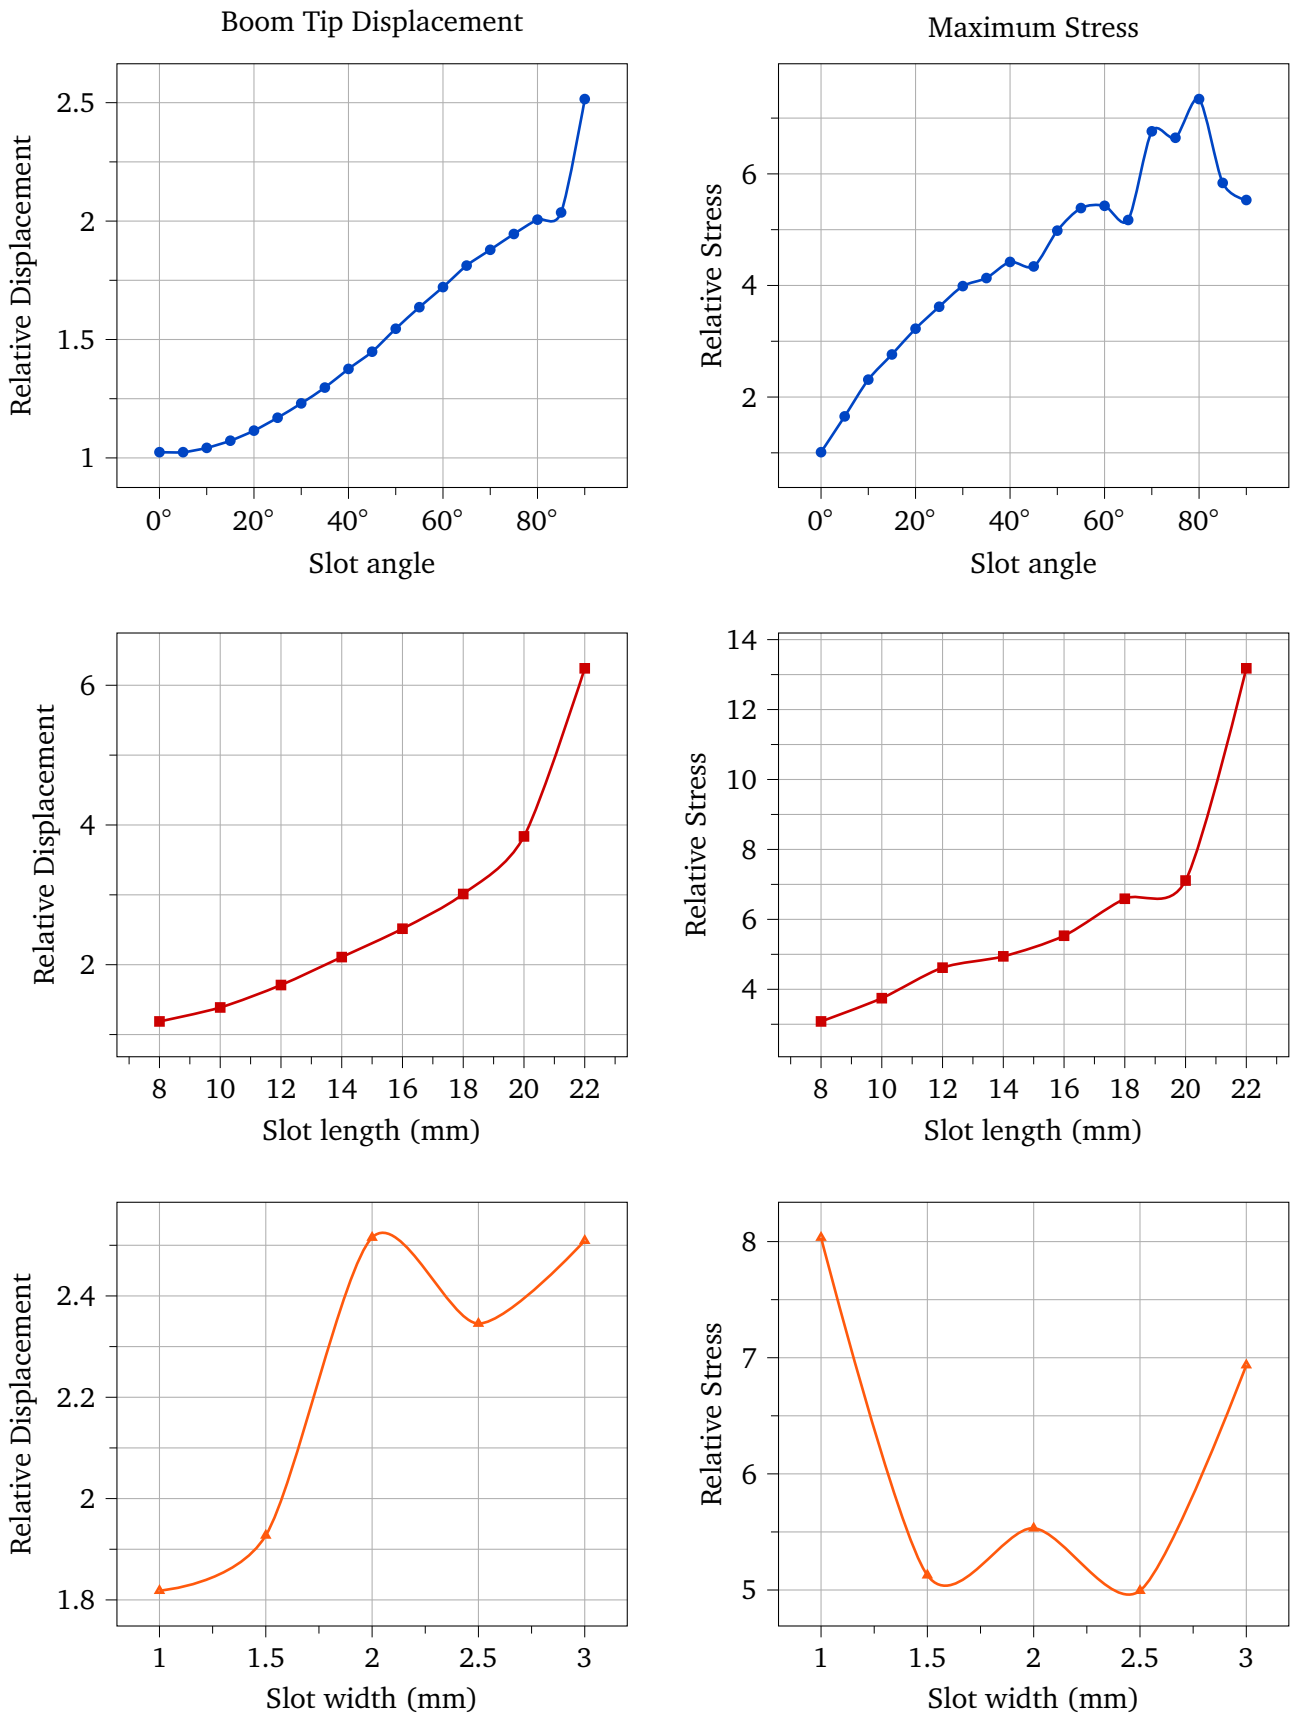 Boom Tip Displacement
Maximum Stress
Relative Displacement
2.5
2
1.5
1
0° 20° 40° 60° 80°
Slot angle
Relative Stress
6
4
2
0° 20° 40° 60° 80°
Slot angle
Relative Displacement
6
4
2
8 10 12 14 16 18 20 22
Slot length (mm)
Relative Stress
14
12
10
8
6
4
8 10 12 14 16 18 20 22
Slot length (mm)
Relative Displacement
2.4
2.2
2
1.8
1 1.5 2 2.5 3
Slot width (mm)
Relative Stress
8
7
6
5
1 1.5 2 2.5 3
Slot width (mm)